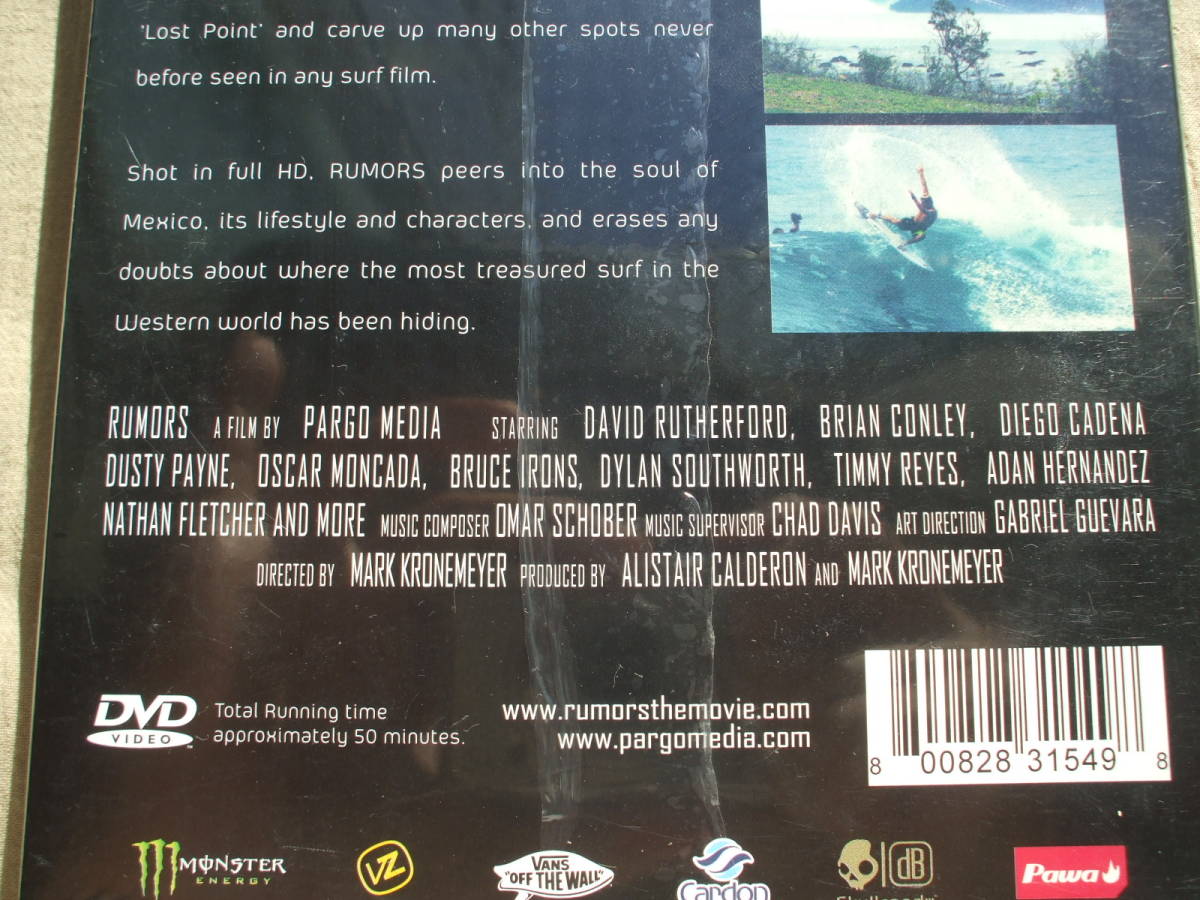 'Lost Point' and carve up many other spots never
before seen in any surf film.
Shot in full HD, RUMORS peers into the soul of
Mexico, its lifestyle and characters, and erases any
doubts about where the most treasured surf in the
Western world has been hiding.
RUMORS A FILM BY PARGO MEDIA STARRING DAVID RUTHERFORD, BRIAN CONLEY, DIEGO CADENA
DUSTY PAYNE, OSCAR MONCADA, BRUCE IRONS, DYLAN SOUTHWORTH, TIMMY REYES, ADAN HERNANDEZ
NATHAN FLETCHER AND MORE MUSIC COMPOSER OMAR SCHOBER MUSIC SUPERVISOR CHAD DAVIS ART DIRECTION GABRIEL GUEVARA
DIRECTED BY MARK KRONEMEYER PRODUCED BY ALISTAIR CALDERON AND MARK KRONEMEYER
DVD VIDEO
Total Running time
approximately 50 minutes.
www.rumorsthemovie.com
www.pargomedia.com
8 00828 31549 8
MONSTER ENERGY
VZ
VANS "OFF THE WALL"
dB
Pawa